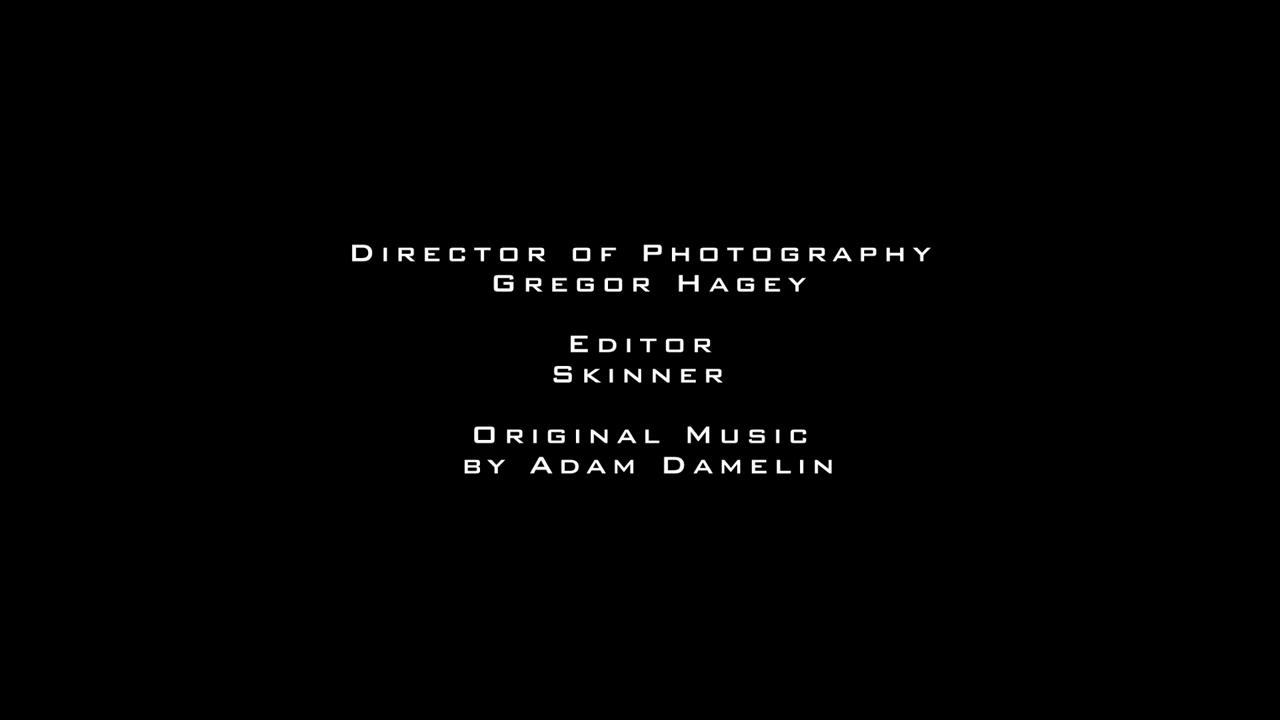 Director of Photography
Gregor Hagey
Editor
Skinner
Original Music
by Adam Damelin